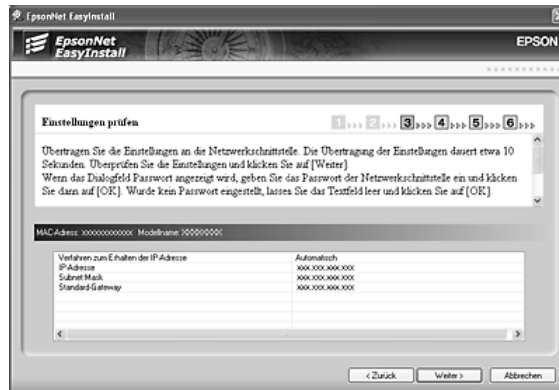 EpsonNet EasyInstall
EpsonNet
EasyInstall
EPSON
Einstellungen prüfen
1 2 3 4 5 6
Übertragen Sie die Einstellungen an die Netzwerkschnittstelle. Die Übertragung der Einstellungen dauert etwa 10
Sekunden. Überprüfen Sie die Einstellungen und klicken Sie auf [Weiter].
Wenn das Dialogfeld Passwort angezeigt wird, geben Sie das Passwort der Netzwerkschnittstelle ein und klicken
Sie dann auf [OK]. Wurde kein Passwort eingestellt, lassen Sie das Textfeld leer und klicken Sie auf [OK].
MAC-Adress: xxxxxxxxxxxx Modellname: XXXXXXXX
Verfahren zum Erhalten der IP-Adresse Automatisch
IP-Adresse xxx.xxx.xxx.xxx
Subnet Mask xxx.xxx.xxx.xxx
Standard-Gateway xxx.xxx.xxx.xxx
< Zurück Weiter > Abbrechen